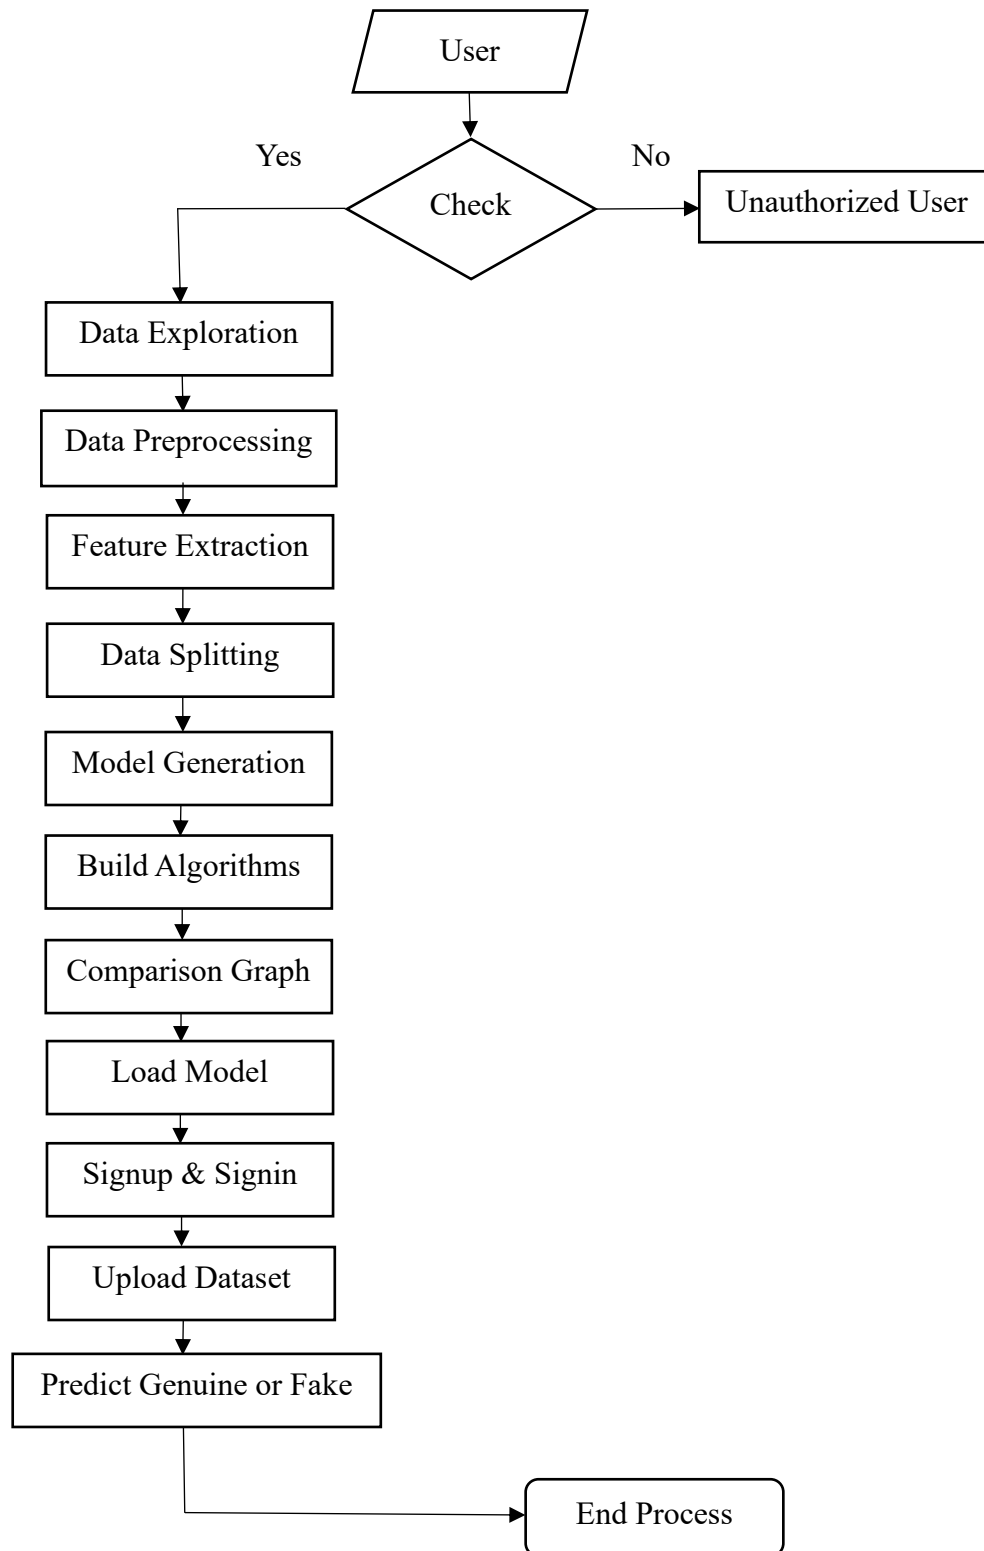 User
Yes
No
Check
Unauthorized User
Data Exploration
Data Preprocessing
Feature Extraction
Data Splitting
Model Generation
Build Algorithms
Comparison Graph
Load Model
Signup & Signin
Upload Dataset
Predict Genuine or Fake
End Process